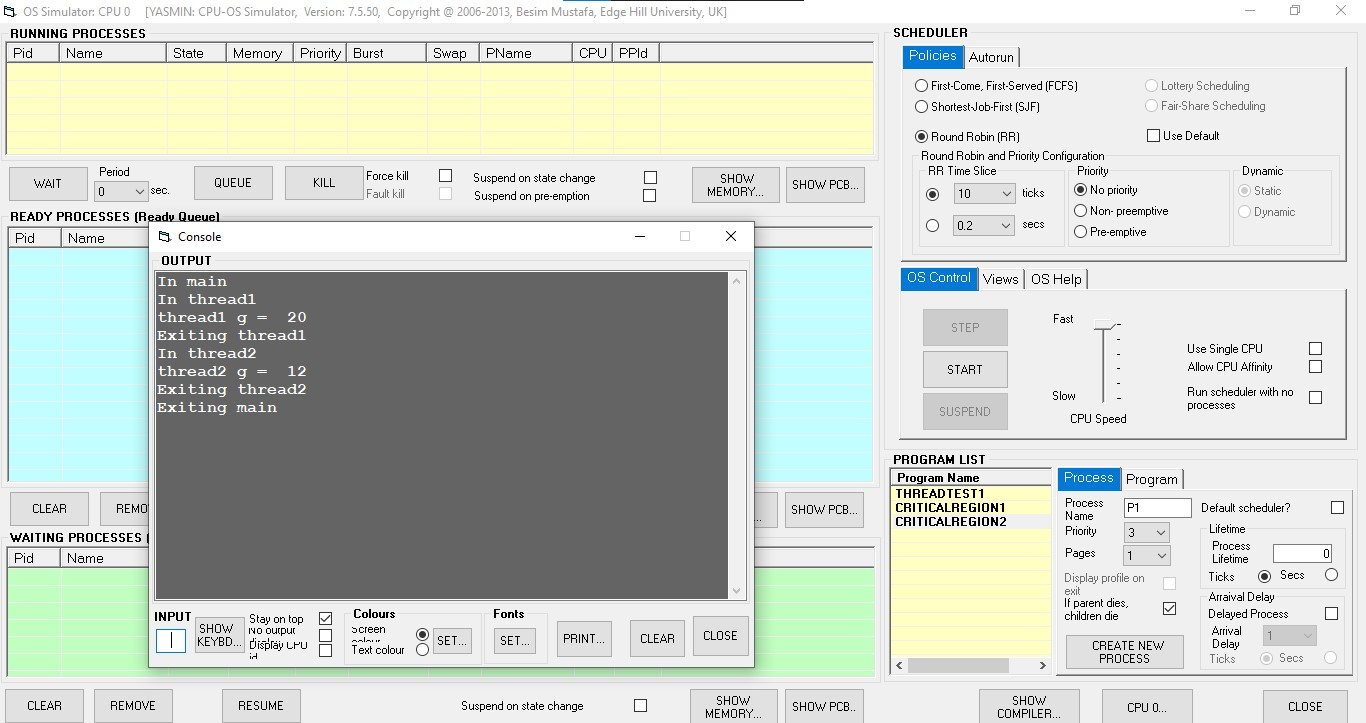 OS Simulator: CPU 0 [YASMIN: CPU-OS Simulator, Version: 7.5.50, Copyright @ 2006-2013, Besim Mustafa, Edge Hill University, UK]
RUNNING PROCESSES
Pid Name State Memory Priority Burst Swap PName CPU PPId
WAIT
Period
0 sec.
QUEUE
KILL
Force kill
Fault kill
Suspend on state change
Suspend on pre-emption
SHOW
MEMORY...
SHOW PCB...
READY PROCESSES (Ready Queue)
Pid Name
CLEAR
REMO
...
SHOW PCB...
WAITING PROCESSES (
Pid Name
CLEAR
REMOVE
RESUME
Suspend on state change
SHOW
MEMORY...
SHOW PCB..
Console
OUTPUT
In main
In thread1
thread1 g = 20
Exiting thread1
In thread2
thread2 g = 12
Exiting thread2
Exiting main
INPUT
SHOW
KEYBD...
Stay on top
No output
Display CPU
id
Colours
Screen
colour
Text colour
SET...
Fonts
SET...
PRINT...
CLEAR
CLOSE
SCHEDULER
Policies Autorun
First-Come, First-Served (FCFS)
Shortest-Job-First (SJF)
Round Robin (RR)
Lottery Scheduling
Fair-Share Scheduling
Use Default
Round Robin and Priority Configuration
RR Time Slice
10 ticks
0.2 secs
Priority
No priority
Non- preemptive
Pre-emptive
Dynamic
Static
Dynamic
OS Control Views OS Help
STEP
START
SUSPEND
Fast
Slow
CPU Speed
Use Single CPU
Allow CPU Affinity
Run scheduler with no
processes
PROGRAM LIST
Program Name
THREADTEST1
CRITICALREGION1
CRITICALREGION2
Process Program
Process
Name
P1
Priority
3
Pages
1
Display profile on
exit
If parent dies,
children die
CREATE NEW
PROCESS
Default scheduler?
Lifetime
Process
Lifetime
0
Ticks Secs
Arraival Delay
Delayed Process
Arrival
Delay
1
Ticks Secs
SHOW
COMPILER...
CPU 0...
CLOSE